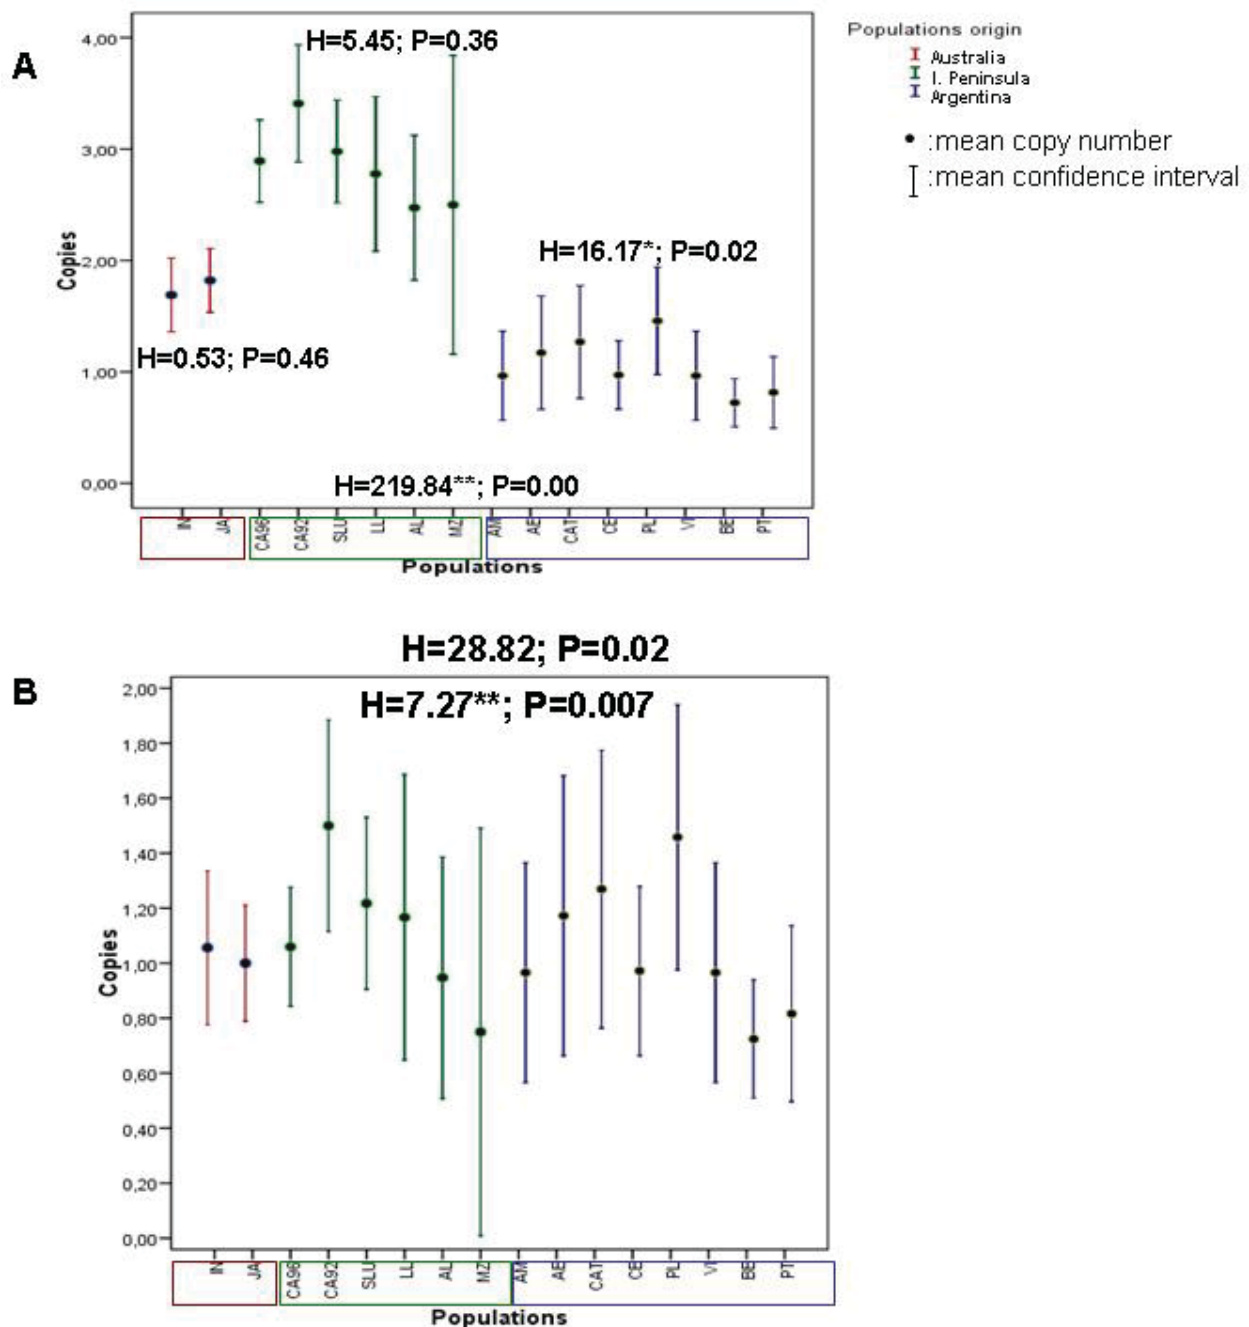 A
4,00
3,00
2,00
1,00
0,00
Copies
H=5.45; P=0.36
H=16.17*; P=0.02
H=0.53; P=0.46
H=219.84**; P=0.00
IN JA CA96 CA92 SLU LL AL MZ AM AE CAT CE PL VI BE PT
Populations
Populations origin
Australia
I. Peninsula
Argentina
:mean copy number
:mean confidence interval
B
H=28.82; P=0.02
H=7.27**; P=0.007
2,00
1,80
1,60
1,40
1,20
1,00
0,80
0,60
0,40
0,20
0,00
Copies
IN JA CA96 CA92 SLU LL AL MZ AM AE CAT CE PL VI BE PT
Populations